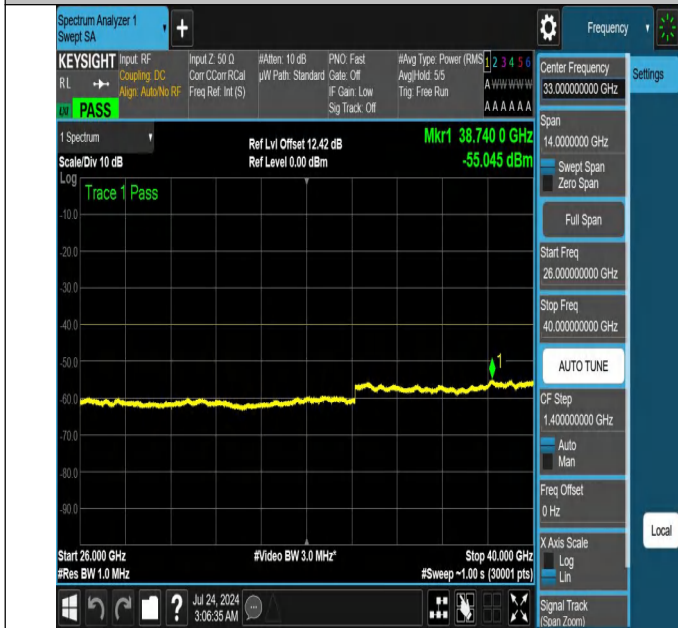 Spectrum Analyzer 1
Swept SA
Frequency
KEYSIGHT
RL
PASS
Input: RF
Coupling: DC
Align: Auto/No RF
Input Z: 50 Ω
Corr CCorr RCal
Freq Ref: Int (S)
#Atten: 10 dB
µW Path: Standard
PNO: Fast
Gate: Off
IF Gain: Low
Sig Track: Off
#Avg Type: Power (RMS
Avg|Hold: 5/5
Trig: Free Run
1 2 3 4 5 6
A W W W W W
A A A A A A
1 Spectrum
Scale/Div 10 dB
Log
Ref Lvl Offset 12.42 dB
Ref Level 0.00 dBm
Mkr1 38.740 0 GHz
-55.045 dBm
Trace 1 Pass
-10.0
-20.0
-30.0
-40.0
-50.0
-60.0
-70.0
-80.0
-90.0
1
Start 26.000 GHz
#Res BW 1.0 MHz
#Video BW 3.0 MHz*
Stop 40.000 GHz
#Sweep ~1.00 s (30001 pts)
Jul 24, 2024
3:06:35 AM
Center Frequency
33.000000000 GHz
Settings
Span
14.0000000 GHz
Swept Span
Zero Span
Full Span
Start Freq
26.000000000 GHz
Stop Freq
40.000000000 GHz
AUTO TUNE
CF Step
1.400000000 GHz
Auto
Man
Freq Offset
0 Hz
X Axis Scale
Log
Lin
Local
Signal Track
(Span Zoom)